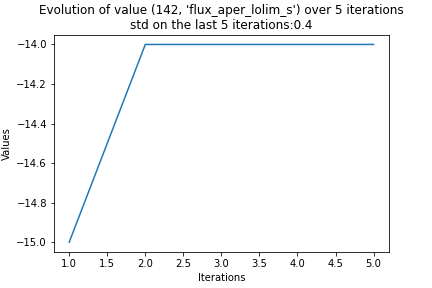 Evolution of value (142, 'flux_aper_lolim_s') over 5 iterations
std on the last 5 iterations:0.4
−14.0
−14.2
−14.4
−14.6
−14.8
−15.0
Values
1.0 1.5 2.0 2.5 3.0 3.5 4.0 4.5 5.0
Iterations